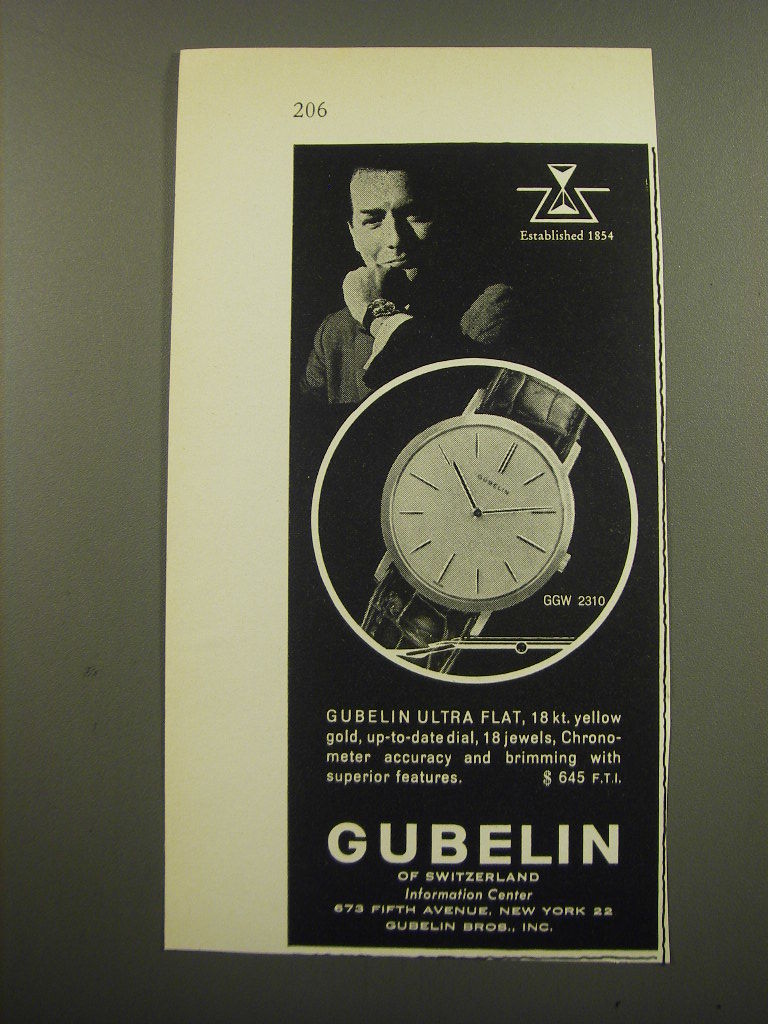 206
Established 1854
GUBELIN
GGW 2310
GUBELIN ULTRA FLAT, 18 kt. yellow
gold, up-to-date dial, 18 jewels, Chrono-
meter accuracy and brimming with
superior features. $ 645 F.T.I.
GUBELIN
OF SWITZERLAND
Information Center
673 FIFTH AVENUE, NEW YORK 22
GUBELIN BROS., INC.